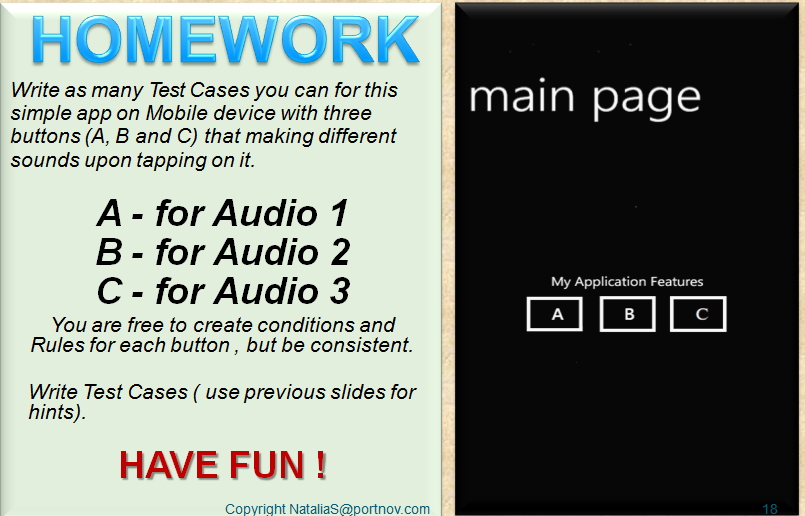 HOMEWORK
Write as many Test Cases you can for this
simple app on Mobile device with three
buttons (A, B and C) that making different
sounds upon tapping on it.
A - for Audio 1
B - for Audio 2
C - for Audio 3
You are free to create conditions and
Rules for each button , but be consistent.
Write Test Cases ( use previous slides for
hints).
HAVE FUN !
Copyright NataliaS@portnov.com
main page
My Application Features
A B C
18